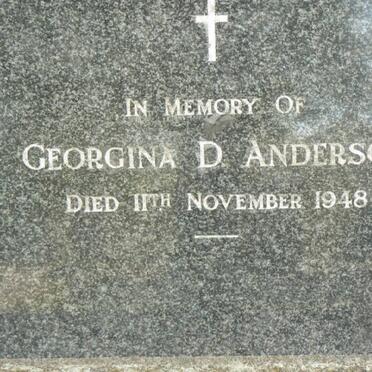 IN MEMORY OF
GEORGINA D. ANDERSO
DIED 11TH NOVEMBER 1948